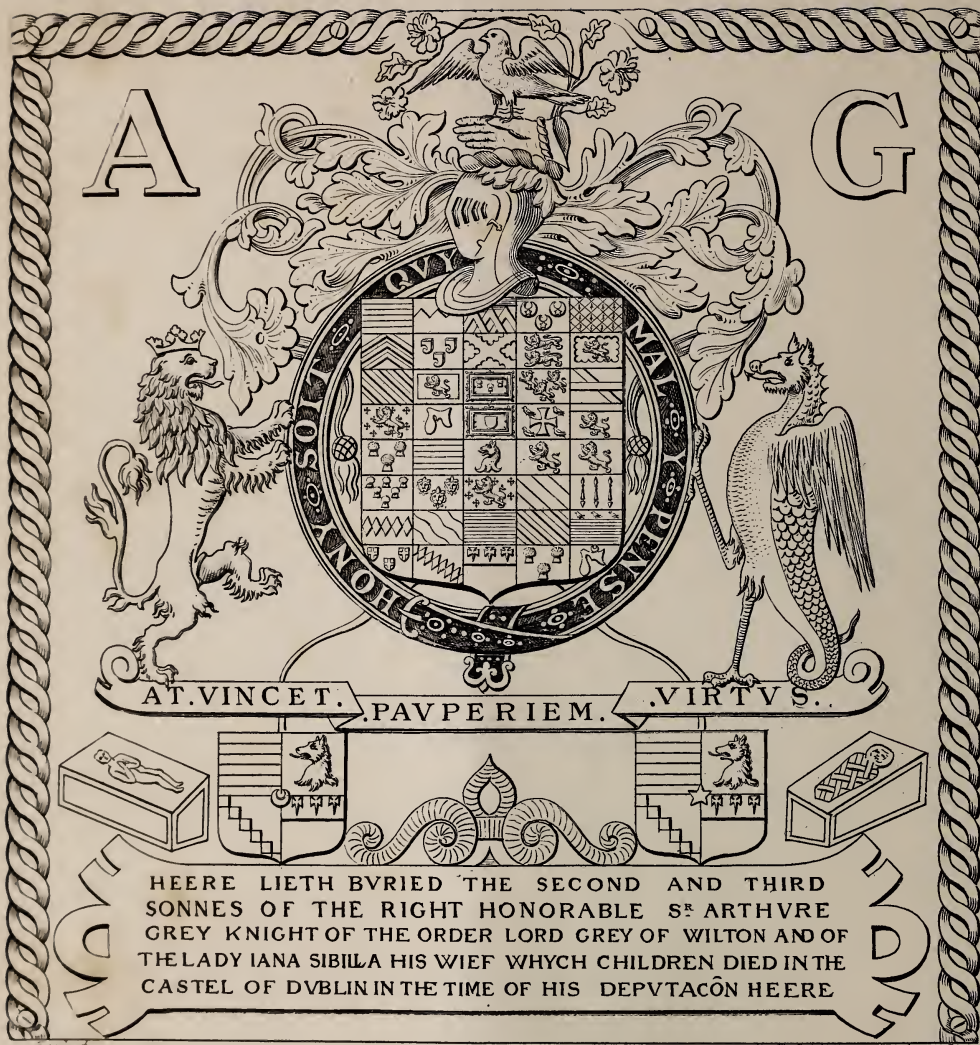 A G
HONY SOIT QVY MAL Y PENSE
AT.VINCET. .PAVPERIEM. .VIRTVS.
HEERE LIETH BVRIED THE SECOND AND THIRD
SONNES OF THE RIGHT HONORABLE SR ARTHVRE
GREY KNIGHT OF THE ORDER LORD GREY OF WILTON AND OF
THE LADY IANA SIBILLA HIS WIEF WHYCH CHILDREN DIED IN THE
CASTEL OF DVBLIN IN THE TIME OF HIS DEPVTACÕN HEERE